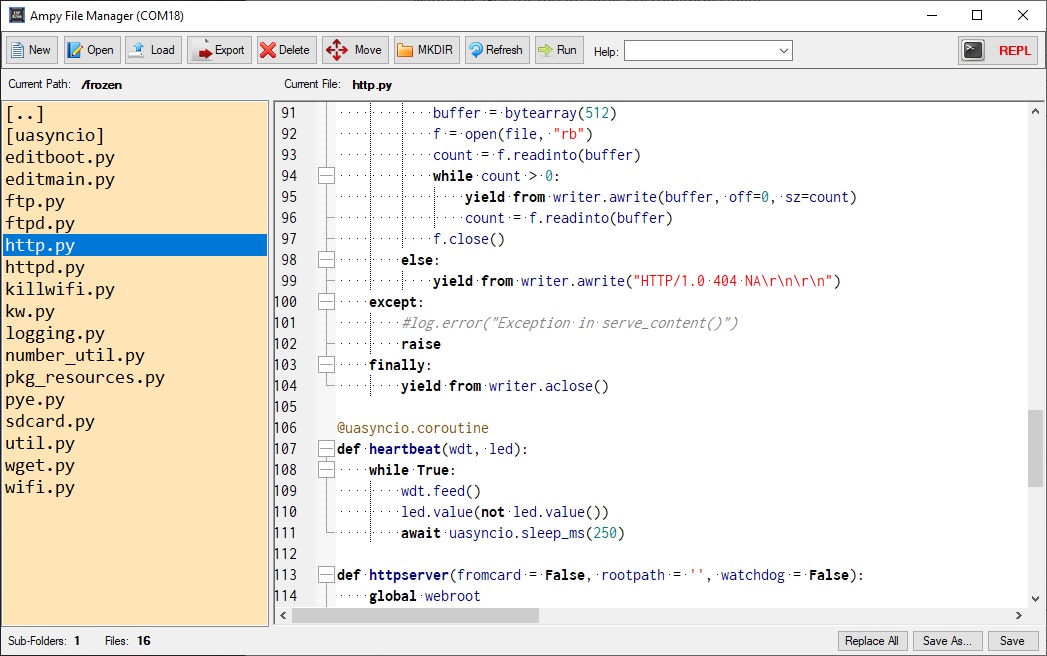 Ampy File Manager (COM18)
New Open Load Export Delete Move MKDIR Refresh Run Help: REPL
Current Path: /frozen Current File: http.py
[..]
[uasyncio]
editboot.py
editmain.py
ftp.py
ftpd.py
http.py
httpd.py
killwifi.py
kw.py
logging.py
number_util.py
pkg_resources.py
pye.py
sdcard.py
util.py
wget.py
wifi.py
91 buffer = bytearray(512)
92 f = open(file, "rb")
93 count = f.readinto(buffer)
94 while count > 0:
95 yield from writer.awrite(buffer, off=0, sz=count)
96 count = f.readinto(buffer)
97 f.close()
98 else:
99 yield from writer.awrite("HTTP/1.0 404 NA\r\n\r\n")
100 except:
101 #log.error("Exception in serve_content()")
102 raise
103 finally:
104 yield from writer.aclose()
105
106 @uasyncio.coroutine
107 def heartbeat(wdt, led):
108 while True:
109 wdt.feed()
110 led.value(not led.value())
111 await uasyncio.sleep_ms(250)
112
113 def httpserver(fromcard = False, rootpath = '', watchdog = False):
114 global webroot
Sub-Folders: 1 Files: 16 Replace All Save As... Save